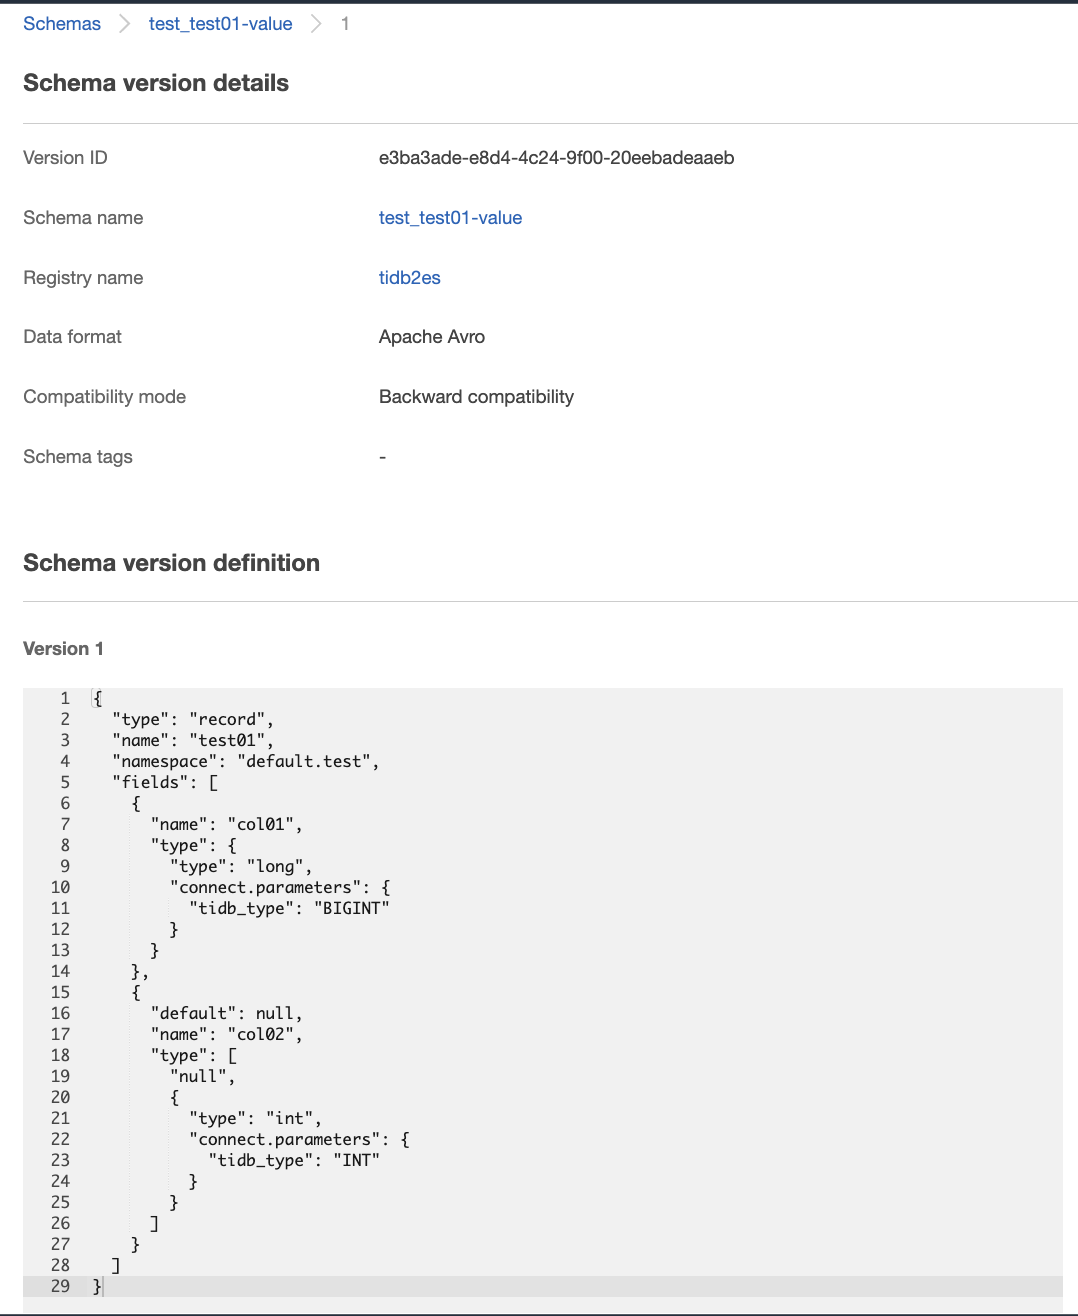 Schemas > test_test01-value > 1
Schema version details
Version ID e3ba3ade-e8d4-4c24-9f00-20eebadeaaeb
Schema name test_test01-value
Registry name tidb2es
Data format Apache Avro
Compatibility mode Backward compatibility
Schema tags -
Schema version definition
Version 1
1 {
2   "type": "record",
3   "name": "test01",
4   "namespace": "default.test",
5   "fields": [
6     {
7       "name": "col01",
8       "type": {
9         "type": "long",
10         "connect.parameters": {
11           "tidb_type": "BIGINT"
12         }
13       }
14     },
15     {
16       "default": null,
17       "name": "col02",
18       "type": [
19         "null",
20         {
21           "type": "int",
22           "connect.parameters": {
23             "tidb_type": "INT"
24           }
25         }
26       ]
27     }
28   ]
29 }